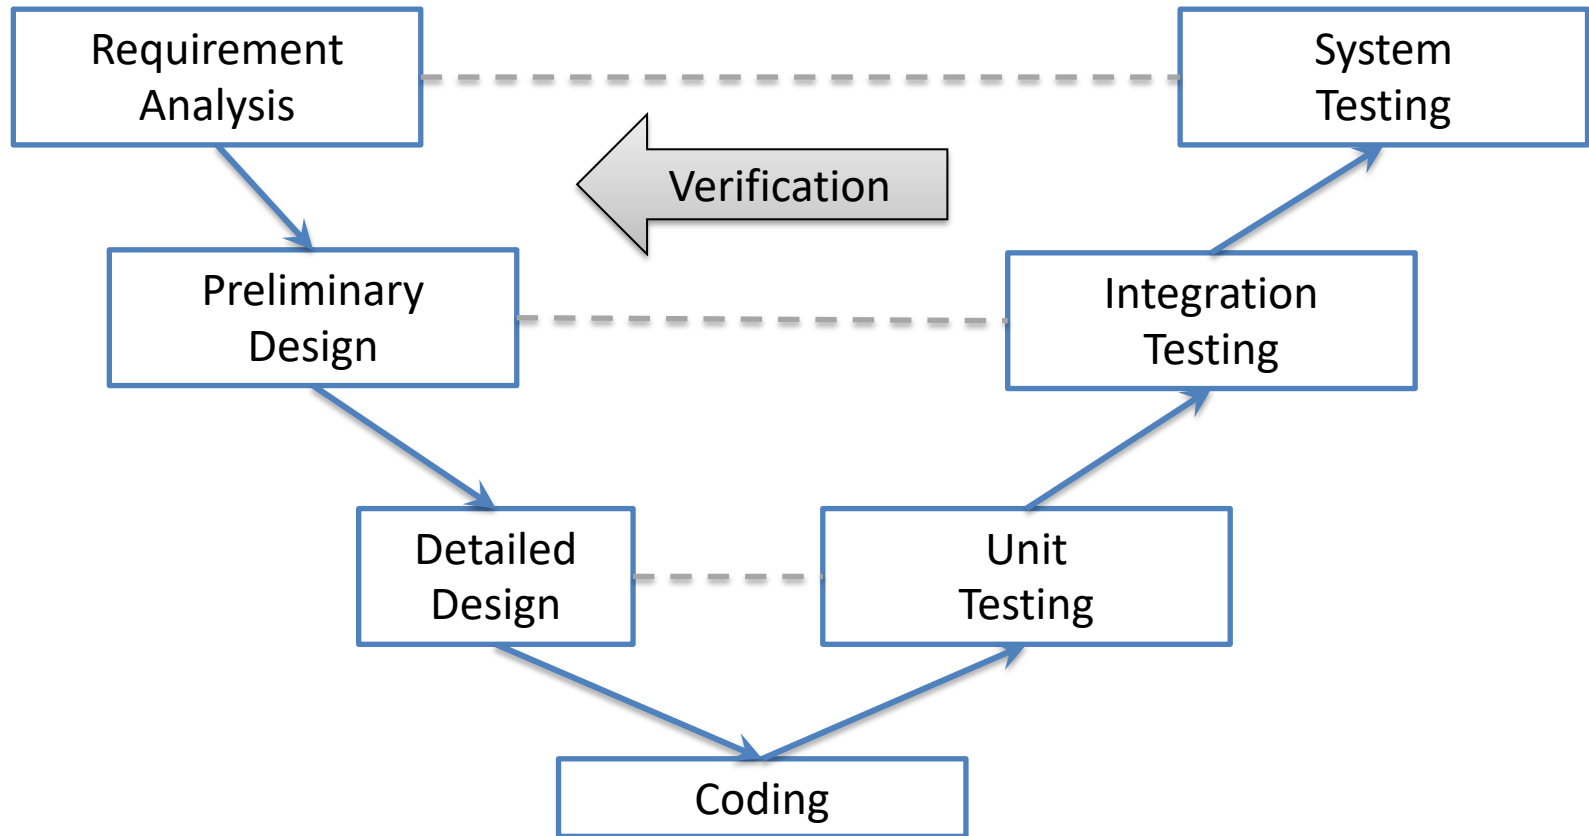 Requirement
Analysis
System
Testing
Verification
Preliminary
Design
Integration
Testing
Detailed
Design
Unit
Testing
Coding